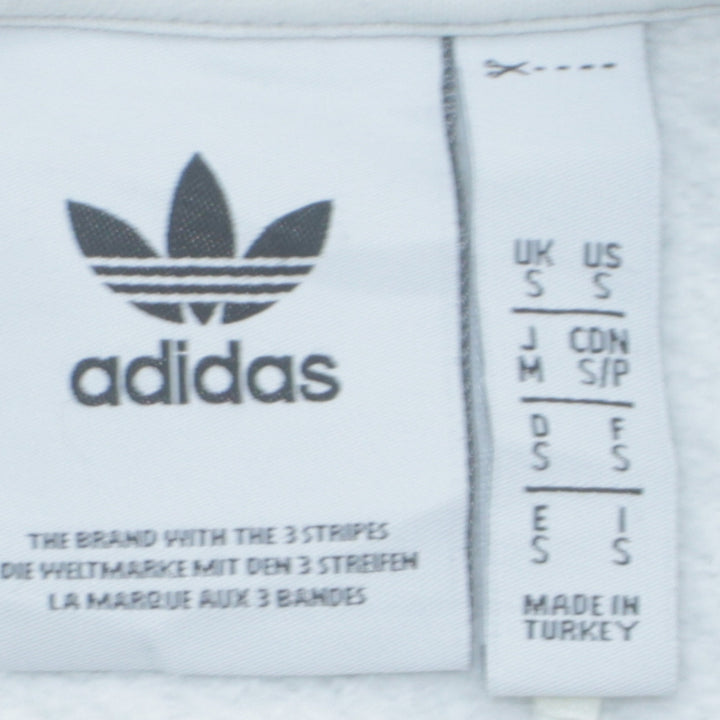 adidas
THE BRAND WITH THE 3 STRIPES
DIE WELTMARKE MIT DEN 3 STREIFEN
LA MARQUE AUX 3 BANDES
UK US
S S
J CDN
M S/P
D F
S S
E I
S S
MADE IN
TURKEY